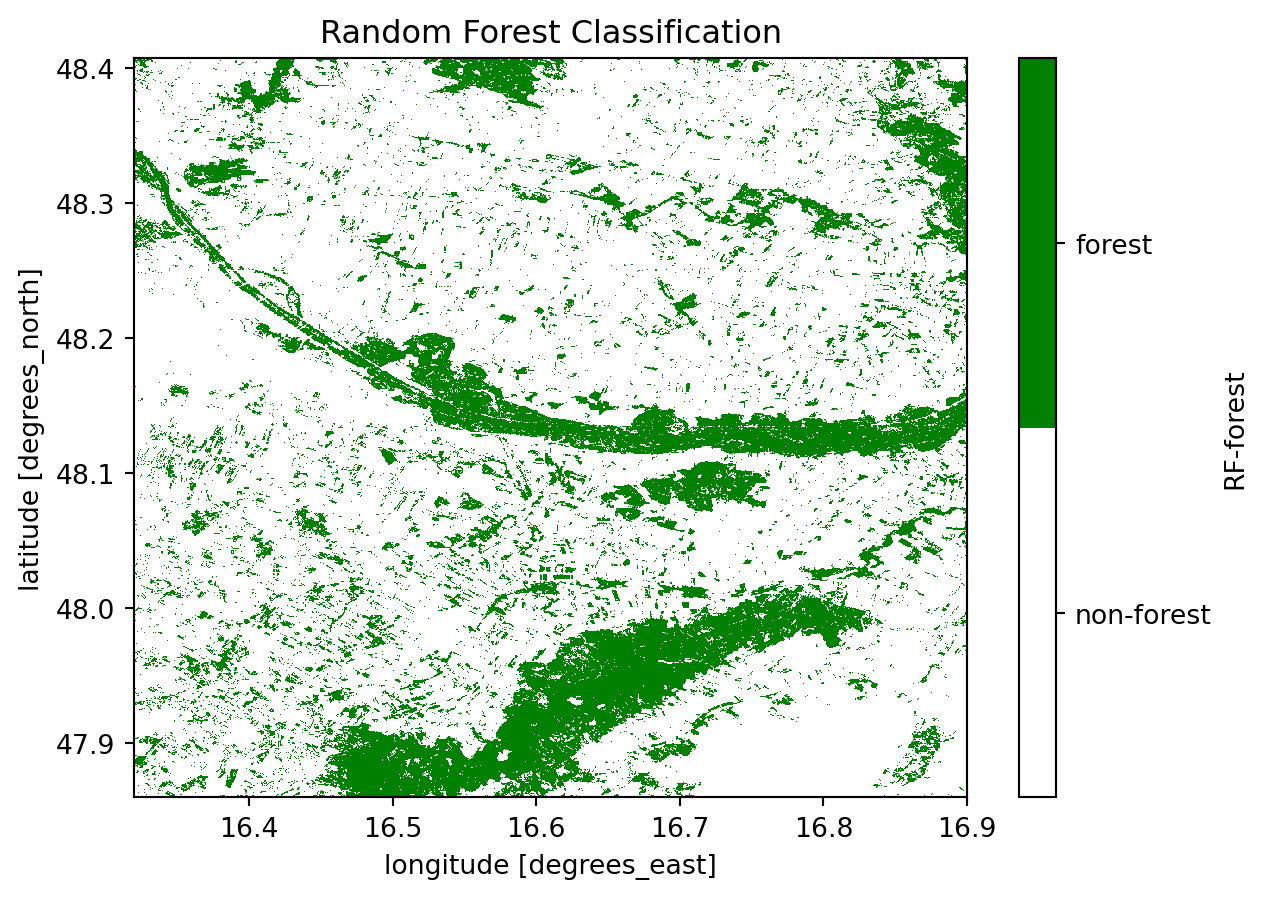 Random Forest Classification
48.4
48.3
48.2
48.1
48.0
47.9
latitude [degrees_north]
16.4 16.5 16.6 16.7 16.8 16.9
longitude [degrees_east]
forest
non-forest
RF-forest